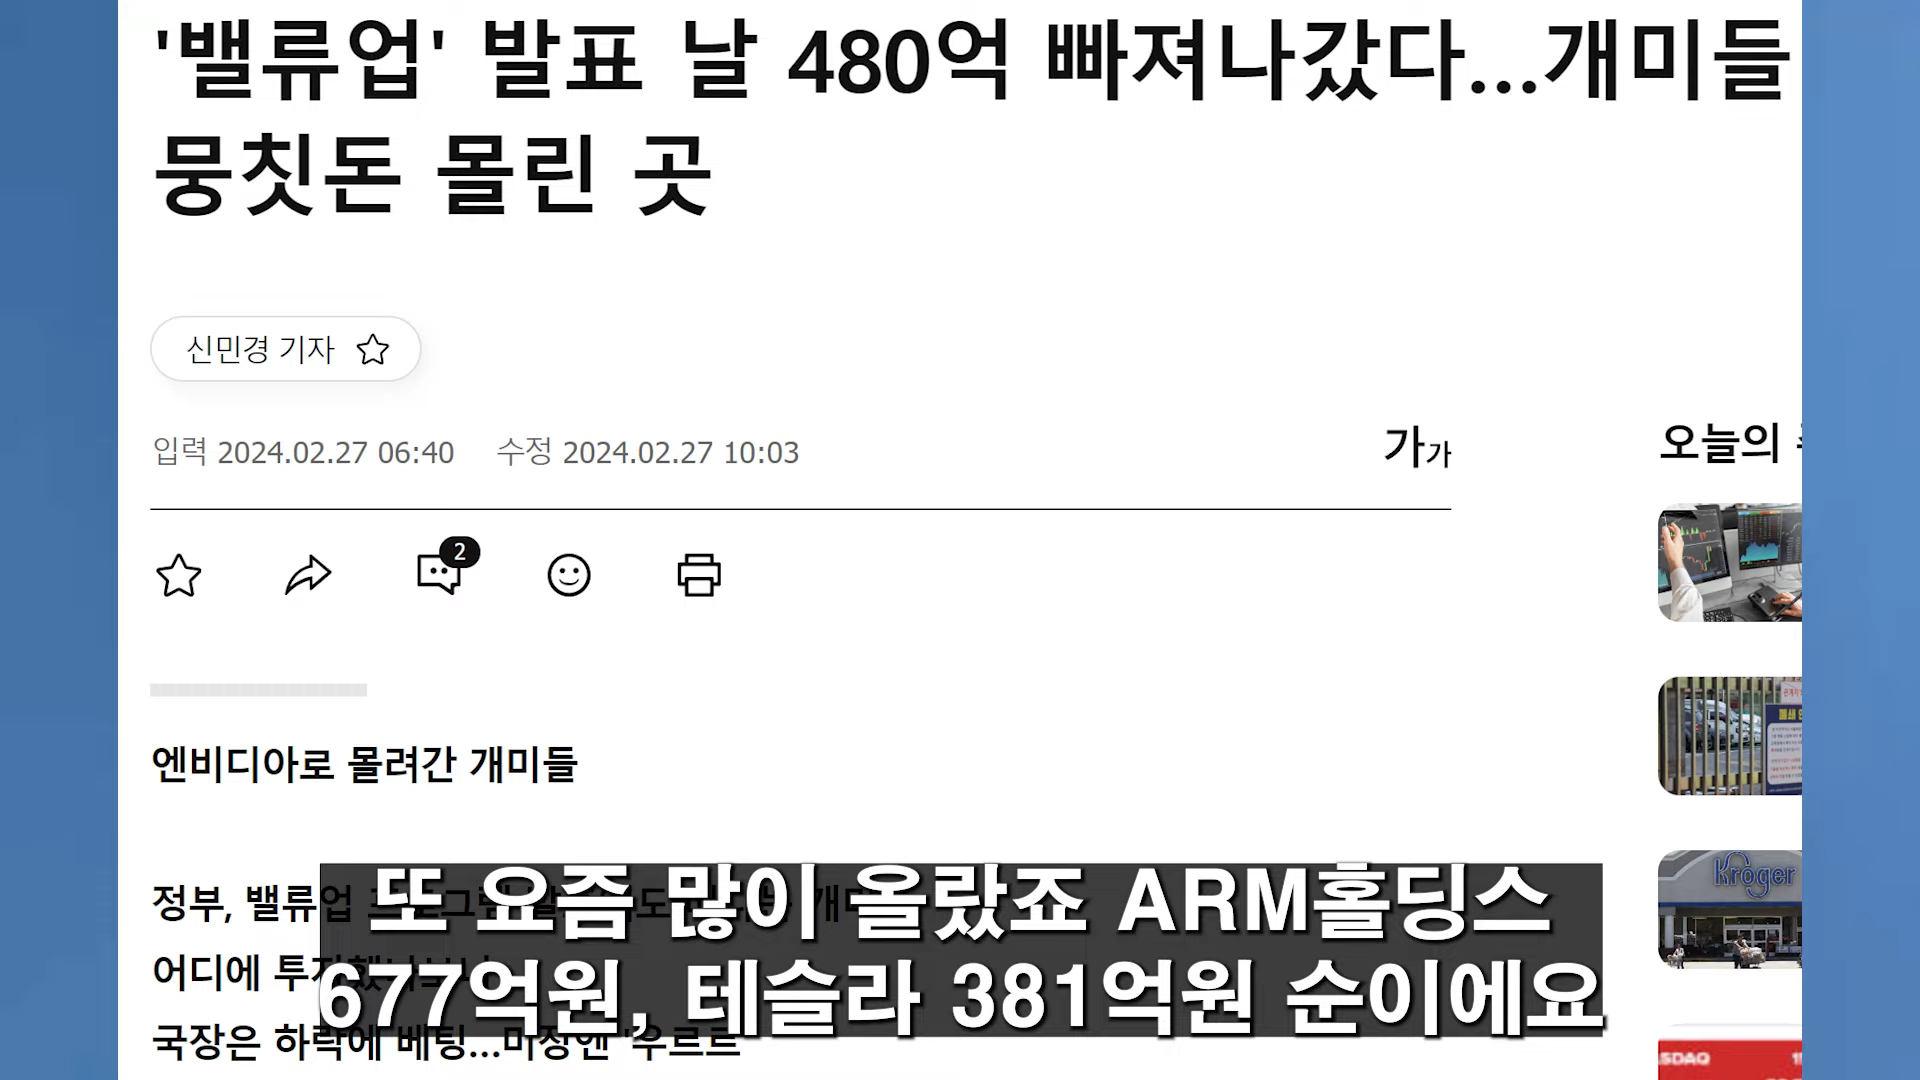 '밸류업' 발표 날 480억 빠져나갔다...개미들
뭉칫돈 몰린 곳
신민경 기자
입력 2024.02.27 06:40 수정 2024.02.27 10:03
가가
오늘의
2
엔비디아로 몰려간 개미들
정부, 밸류업
어디에
국장은 하락에 베팅...미장엔 '우르르
또 요즘 많이 올랐죠 ARM홀딩스
677억원, 테슬라 381억원 순이에요
Kroger
SDAQ